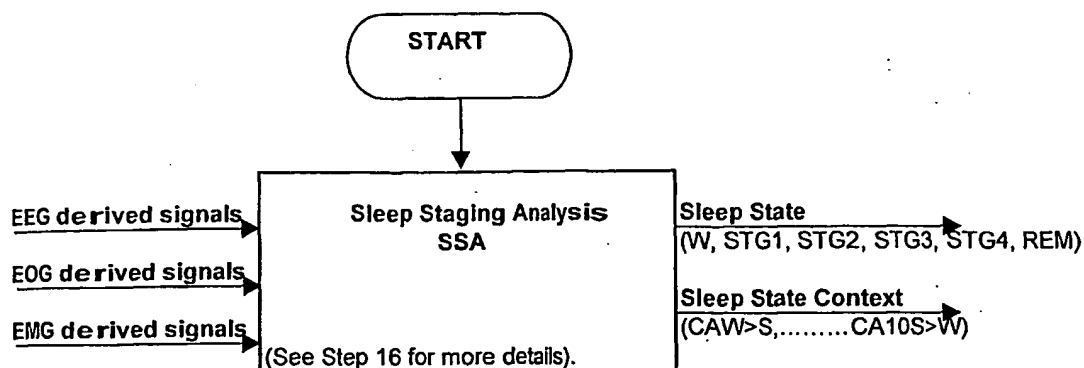 START
EEG derived signals
EOG derived signals
EMG derived signals
Sleep Staging Analysis
SSA
(See Step 16 for more details).
Sleep State
(W, STG1, STG2, STG3, STG4, REM)
Sleep State Context
(CAW>S,.........CA10S>W)